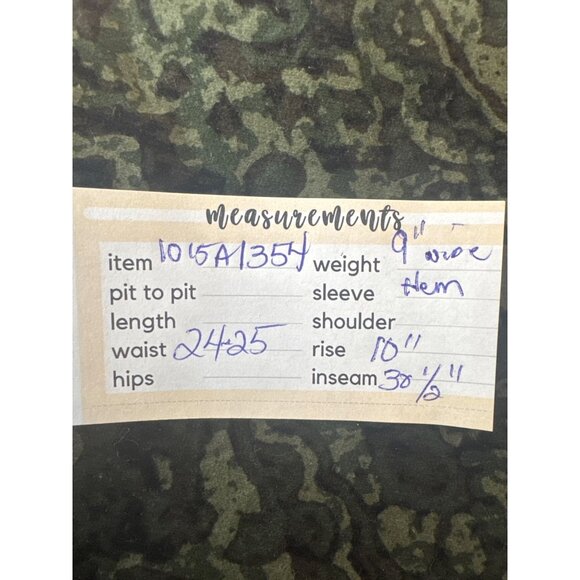 measurements
item 1015A1354 weight 9" wide
pit to pit sleeve Hem
length shoulder
waist 24-25 rise 10"
hips inseam 30 1/2"